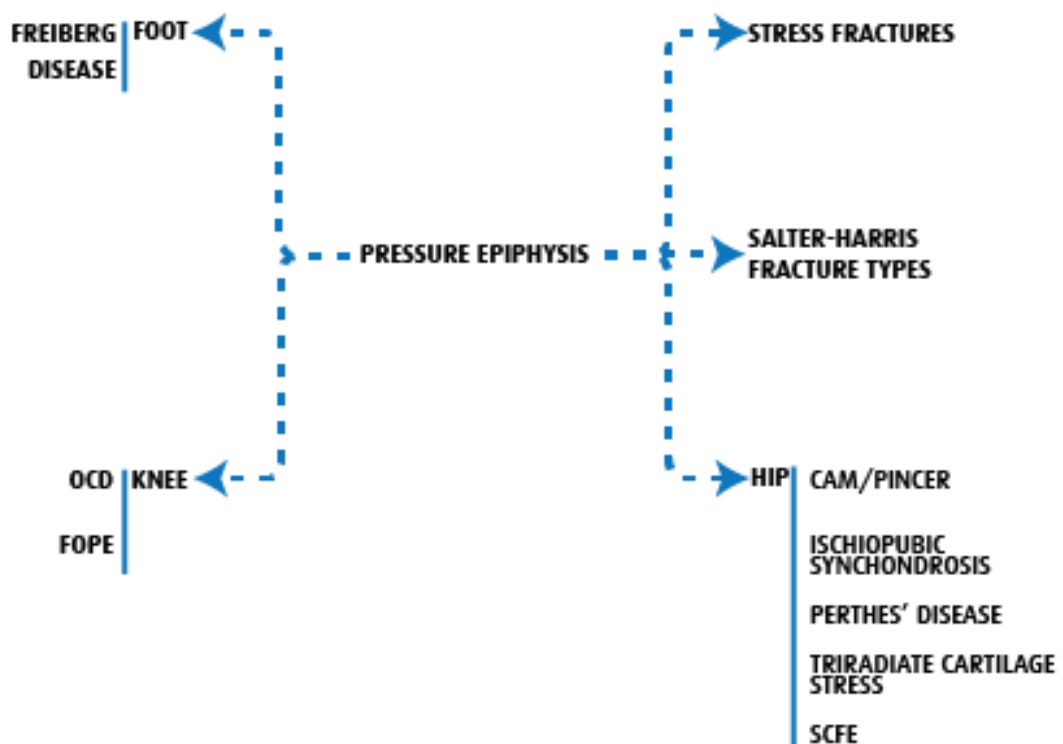 FREIBERG DISEASE
FOOT
STRESS FRACTURES
PRESSURE EPIPHYSIS
SALTER-HARRIS
FRACTURE TYPES
OCD
KNEE
FOPE
HIP
CAM/PINCER
ISCHIOPUBIC
SYNCHONDROSIS
PERTHES’ DISEASE
TRIRADIATE CARTILAGE
STRESS
SCFE